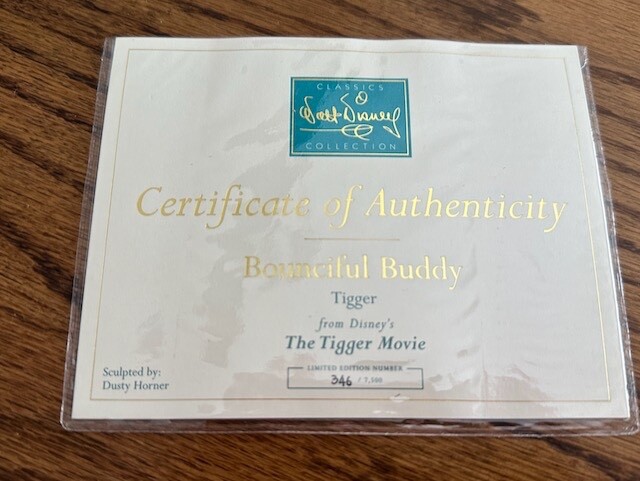 CLASSICS
Walt Disney
COLLECTION
Certificate of Authenticity
Bounciful Buddy
Tigger
from Disney's
The Tigger Movie
LIMITED EDITION NUMBER
346 / 7,500
Sculpted by:
Dusty Horner